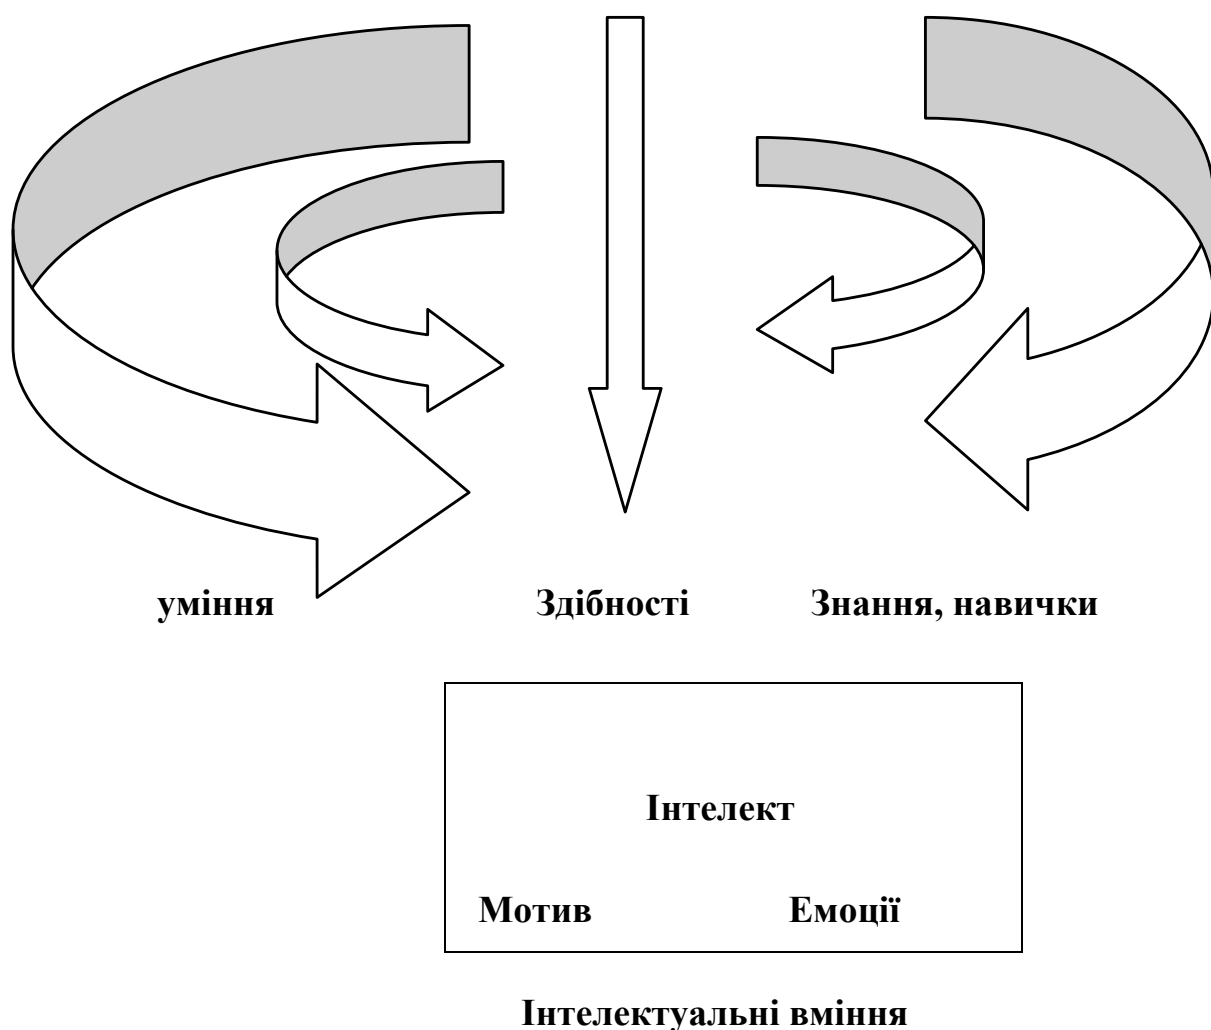 уміння Здібності Знання, навички
Інтелект
Мотив Емоції
Інтелектуальні вміння